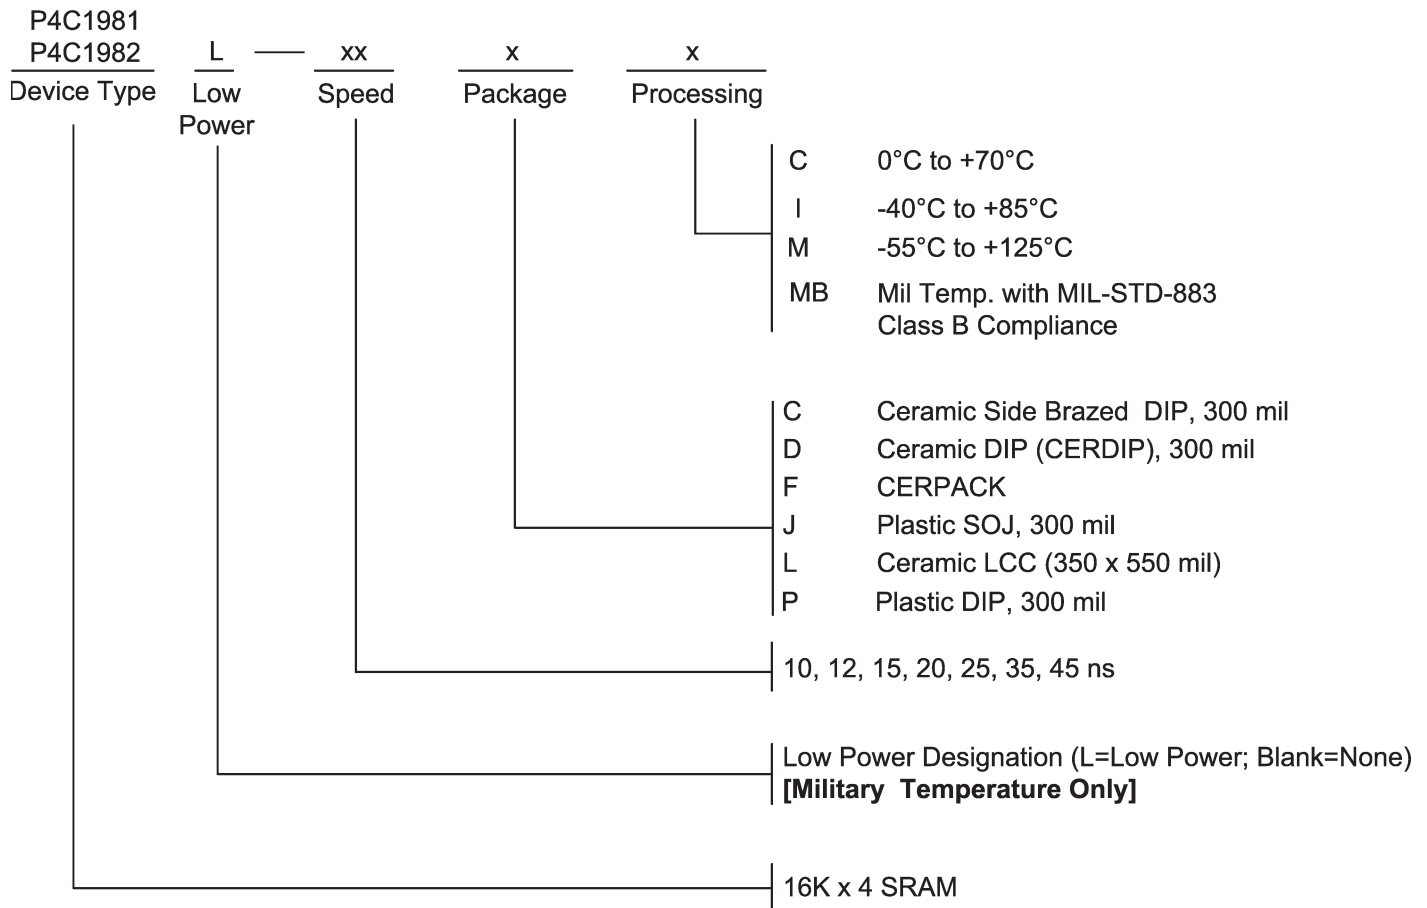 P4C1981
P4C1982 L — xx x x
Device Type Low Power Speed Package Processing
C 0°C to +70°C
I -40°C to +85°C
M -55°C to +125°C
MB Mil Temp. with MIL-STD-883
Class B Compliance
C Ceramic Side Brazed DIP, 300 mil
D Ceramic DIP (CERDIP), 300 mil
F CERPACK
J Plastic SOJ, 300 mil
L Ceramic LCC (350 x 550 mil)
P Plastic DIP, 300 mil
10, 12, 15, 20, 25, 35, 45 ns
Low Power Designation (L=Low Power; Blank=None)
[Military Temperature Only]
16K x 4 SRAM